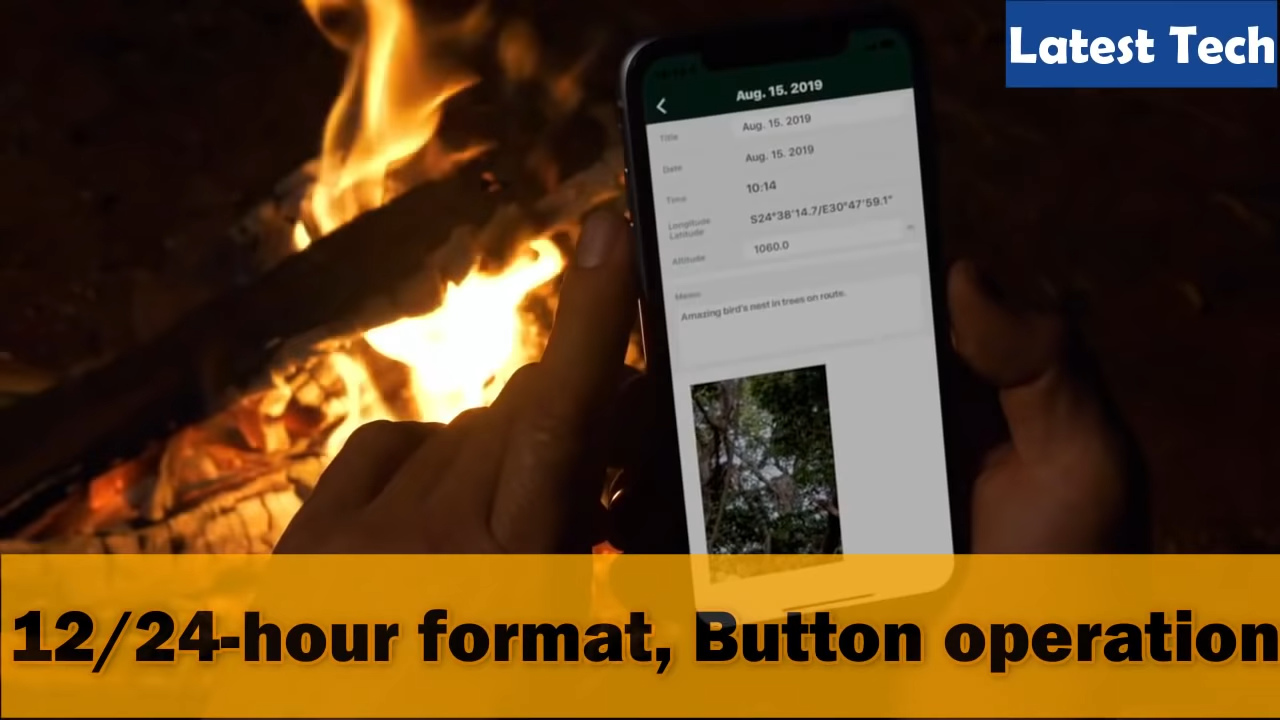 Latest Tech
Aug. 15. 2019
Title Aug. 15. 2019
Date Aug. 15. 2019
Time 10:14
Longitude
Latitude S24°38'14.7/E30°47'59.1"
Altitude 1060.0
Memo
Amazing bird's nest in trees on route.
12/24-hour format, Button operation